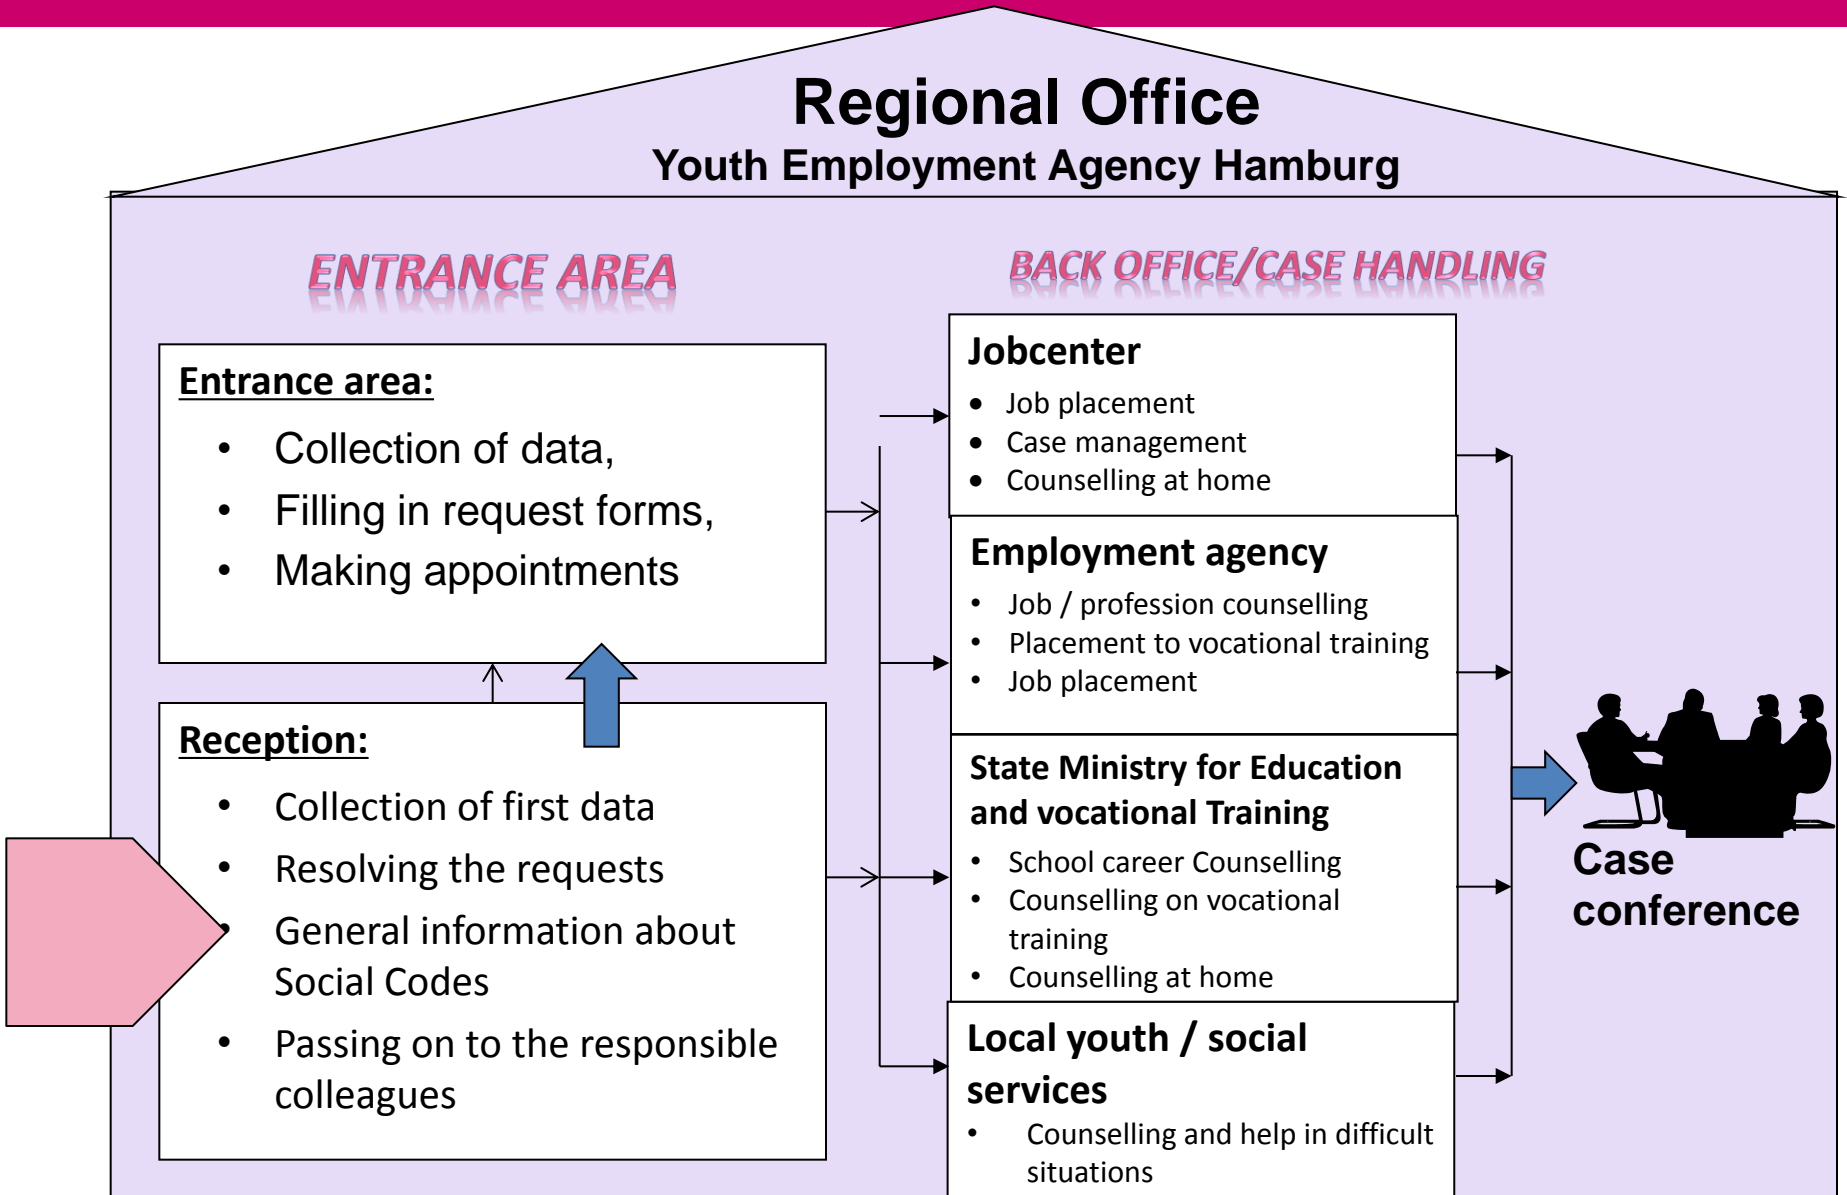 Regional Office
Youth Employment Agency Hamburg
ENTRANCE AREA
Entrance area:
• Collection of data,
• Filling in request forms,
• Making appointments
Reception:
• Collection of first data
• Resolving the requests
• General information about
Social Codes
• Passing on to the responsible
colleagues
BACK OFFICE/CASE HANDLING
Jobcenter
• Job placement
• Case management
• Counselling at home
Employment agency
• Job / profession counselling
• Placement to vocational training
• Job placement
State Ministry for Education
and vocational Training
• School career Counselling
• Counselling on vocational
training
• Counselling at home
Local youth / social
services
• Counselling and help in difficult
situations
Case
conference